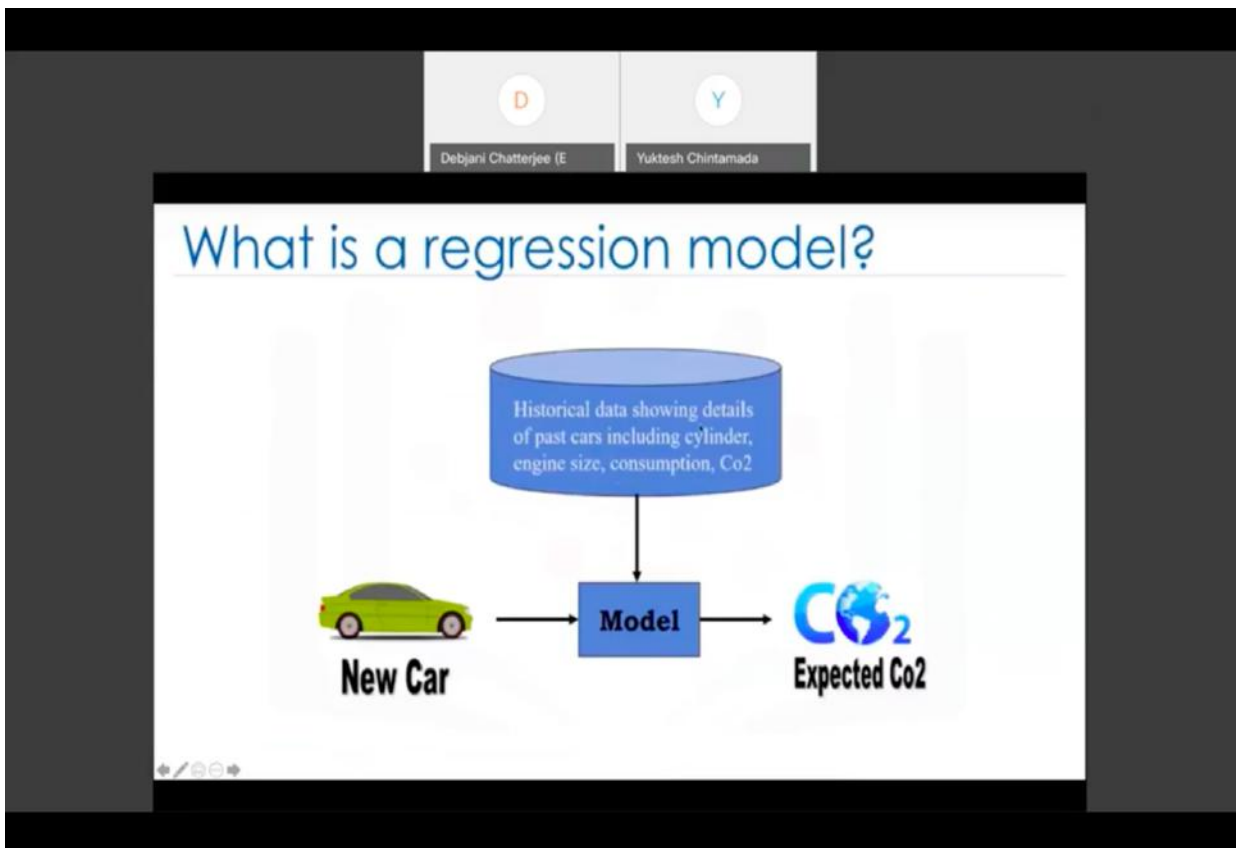 D
Y
Debjani Chatterjee (E
Yuktesh Chintamada
What is a regression model?
Historical data showing details
of past cars including cylinder,
engine size, consumption, Co2
Model
CO2
New Car
Expected Co2